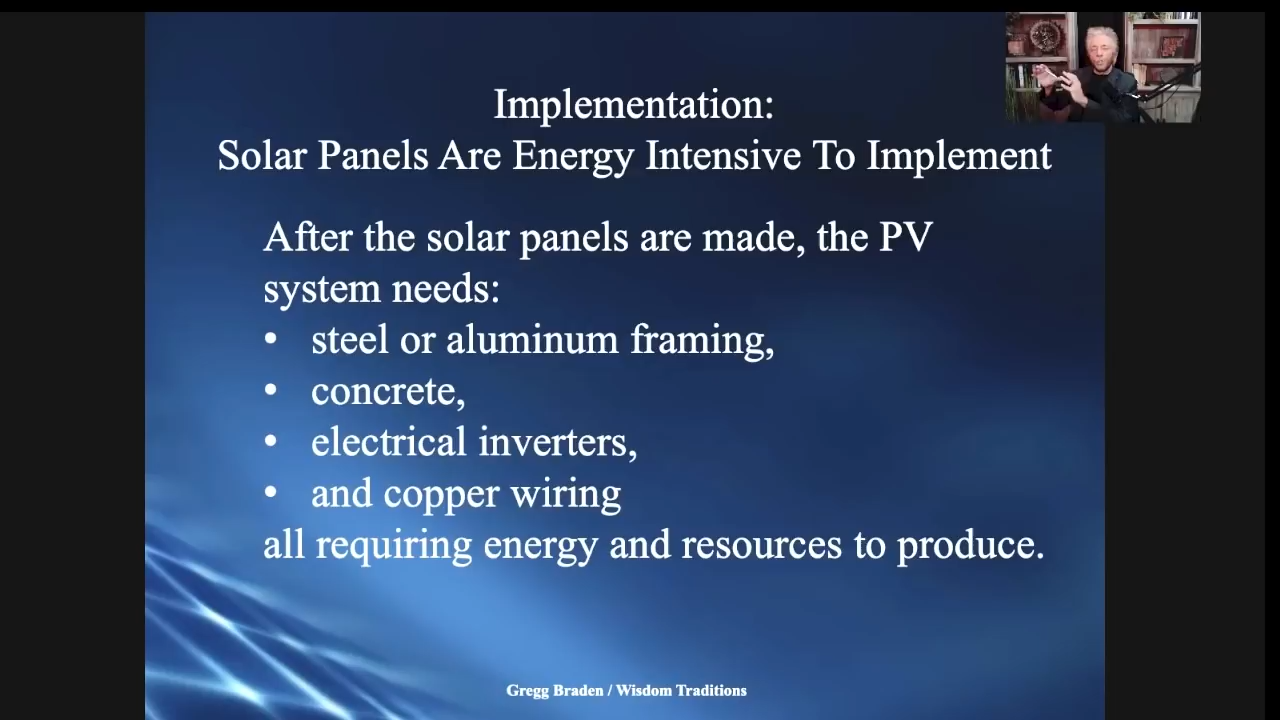 Implementation:
Solar Panels Are Energy Intensive To Implement
After the solar panels are made, the PV
system needs:
• steel or aluminum framing,
• concrete,
• electrical inverters,
• and copper wiring
all requiring energy and resources to produce.
Gregg Braden / Wisdom Traditions